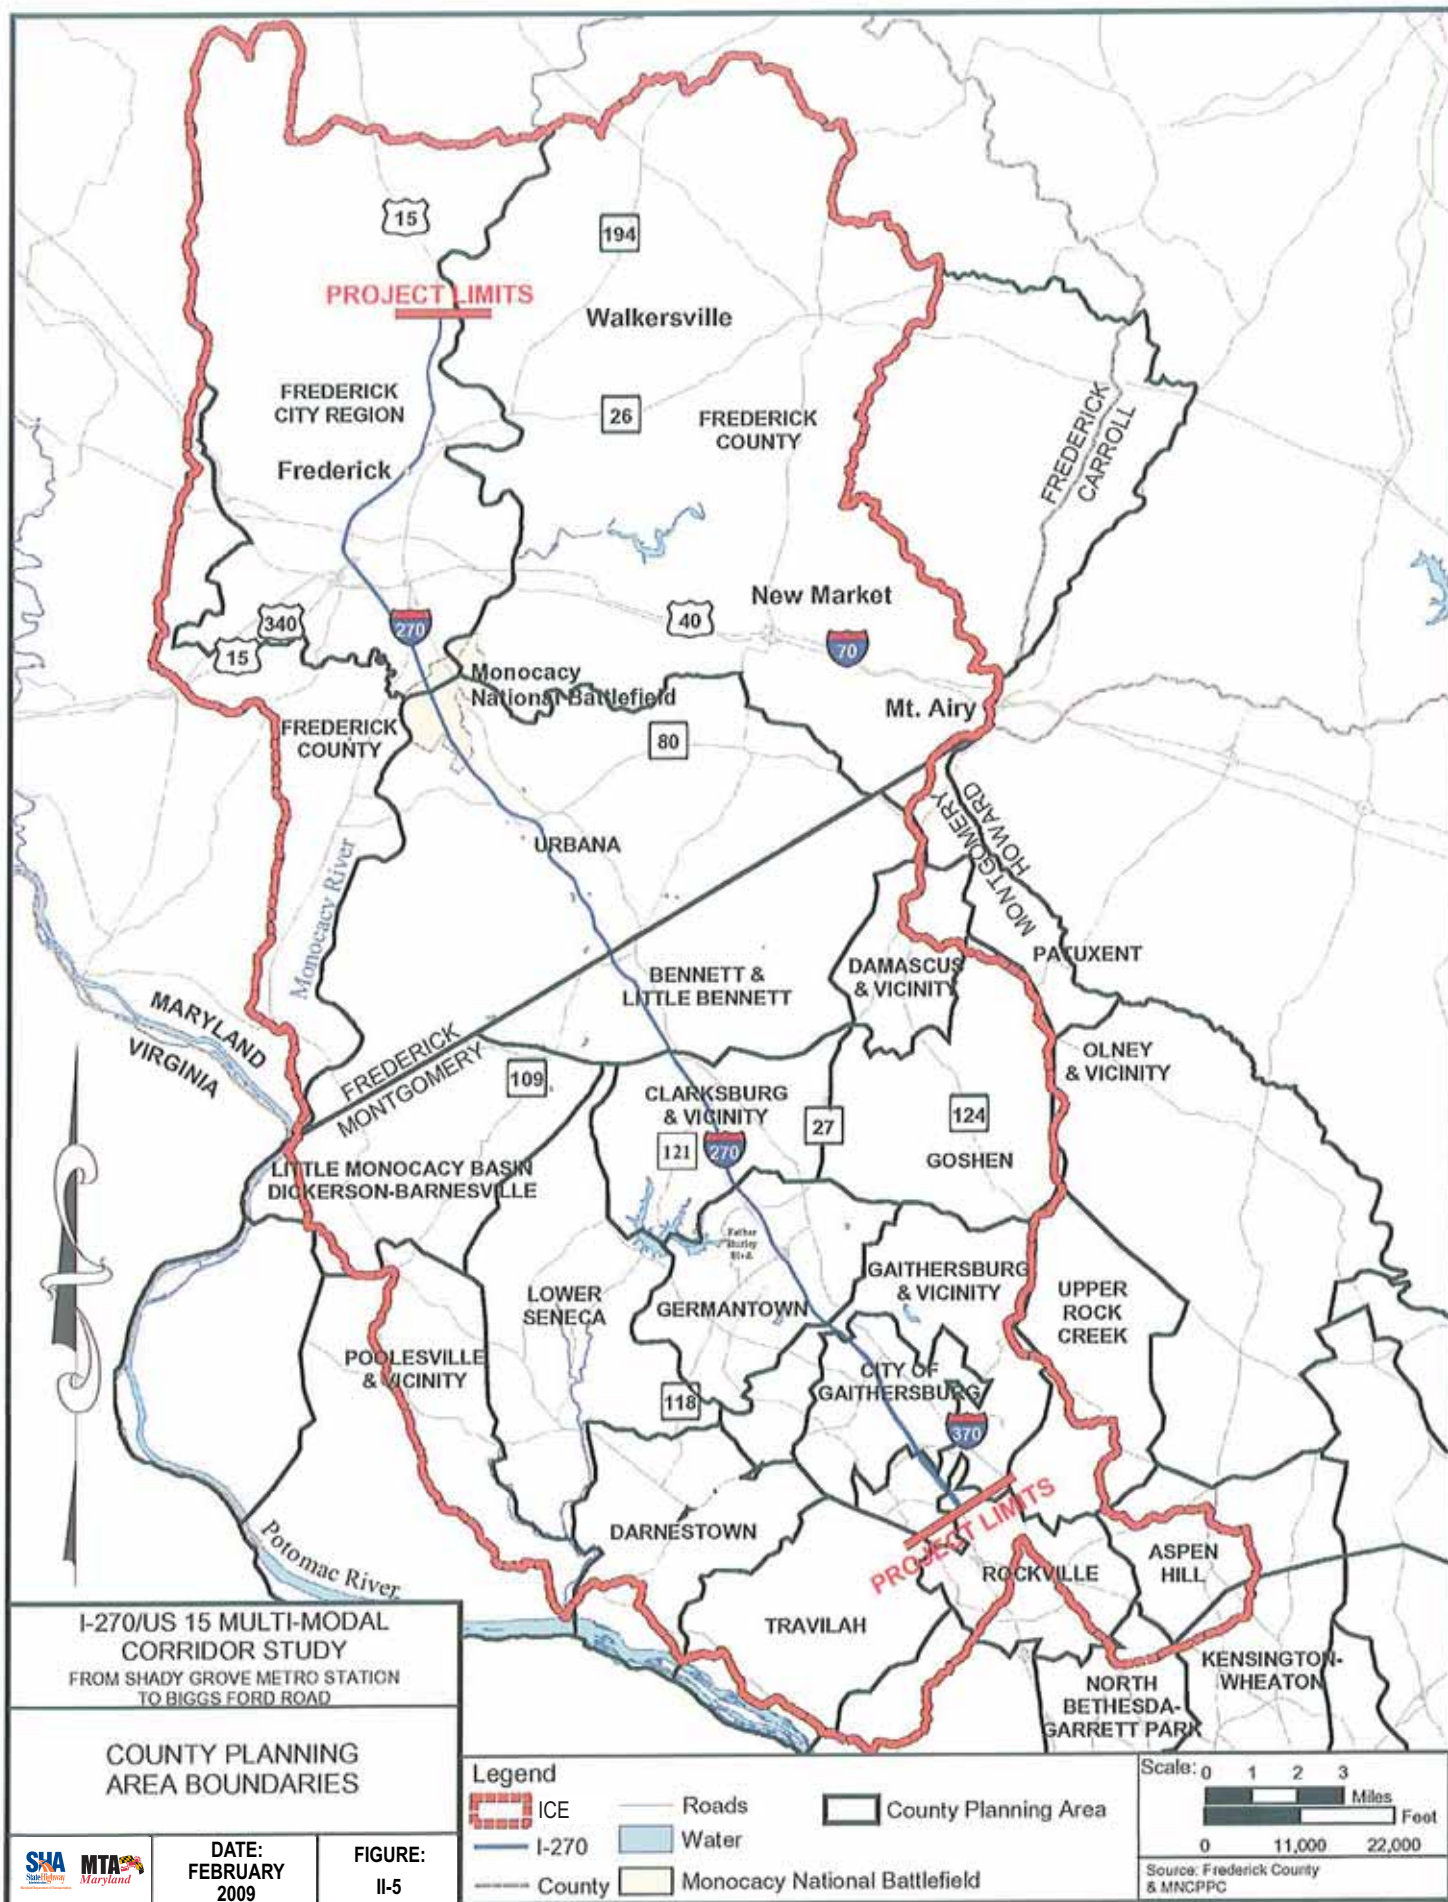 15
194
PROJECT LIMITS
Walkersville
FREDERICK
CITY REGION
26
FREDERICK
COUNTY
FREDERICK
CARROLL
Frederick
New Market
340
270
40
70
15
Monocacy
National Battlefield
Mt. Airy
FREDERICK
COUNTY
80
MONTGOMERY
HOWARD
URBANA
Monocacy River
PATUXENT
BENNETT &
LITTLE BENNETT
DAMASCUS
& VICINITY
MARYLAND
VIRGINIA
FREDERICK
MONTGOMERY
OLNEY
& VICINITY
109
CLARKSBURG
& VICINITY
27
124
121
270
GOSHEN
LITTLE MONOCACY BASIN
DICKERSON-BARNESVILLE
Father
Hurley
Blvd.
GAITHERSBURG
& VICINITY
LOWER
SENECA
GERMANTOWN
UPPER
ROCK
CREEK
POOLESVILLE
& VICINITY
CITY OF
GAITHERSBURG
118
370
PROJECT LIMITS
DARNESTOWN
ROCKVILLE
ASPEN
HILL
Potomac River
TRAVILAH
KENSINGTON-
WHEATON
NORTH
BETHESDA-
GARRETT PARK
I-270/US 15 MULTI-MODAL
CORRIDOR STUDY
FROM SHADY GROVE METRO STATION
TO BIGGS FORD ROAD
COUNTY PLANNING
AREA BOUNDARIES
SHA
State Highway
MTA
Maryland
DATE:
FEBRUARY
2009
FIGURE:
II-5
Legend
ICE
I-270
County
Roads
Water
Monocacy National Battlefield
County Planning Area
Scale: 0 1 2 3
Miles
Feet
0 11,000 22,000
Source: Frederick County
& MNCPPC